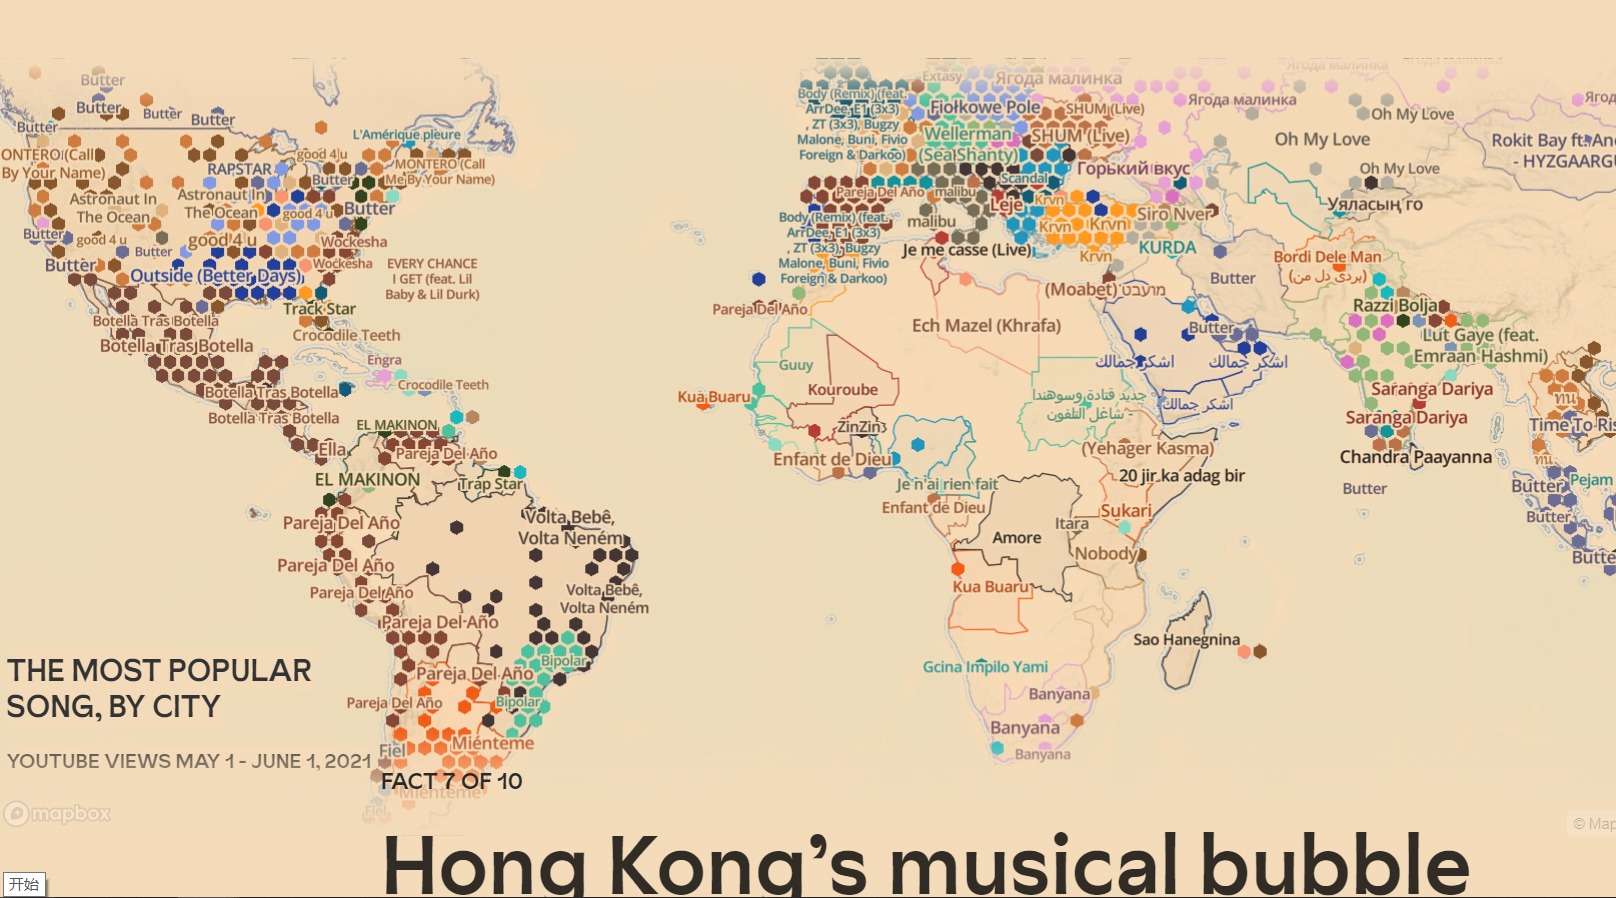 Butter
Butter
Butter
Butter
Butter
L'Amérique pleure
ONTERO (Call
By Your Name)
RAPSTAR
good 4 u
MONTERO (Call
Me By Your Name)
Butter
Astronaut In
The Ocean
Astronaut In
The Ocean
good 4 u
Butter
Butter
good 4 u
Butter
good 4 u
Wockesha
Butter
Wockesha
Outside (Better Days)
EVERY CHANCE
I GET (feat. Lil
Baby & Lil Durk)
Track Star
Botella Tras Botella
Crocodile Teeth
Botella Tras Botella
Engra
Botella Tras Botella
Crocodile Teeth
Botella Tras Botella
EL MAKINON
Ella
Pareja Del Año
EL MAKINON
Trap Star
Pareja Del Año
Volta Bebê,
Volta Neném
Pareja Del Año
Pareja Del Año
Volta Bebê,
Volta Neném
Pareja Del Año
Bipolar
Pareja Del Año
Pareja Del Año
Bipolar
Fiel
Miénteme
Miénteme
Fiel
Extasy
Ягода малинка
Ягода малинка
Body (Remix) (feat.
ArrDee, E1 (3x3)
, ZT (3x3), Bugzy
Malone, Buni, Fivio
Foreign & Darkoo)
Fiołkowe Pole
SHUM (Live)
Ягода малинка
Wellerman
(Sea Shanty)
SHUM (Live)
Oh My Love
Oh My Love
Rokit Bay ft. An
- HYZGAARGU
Горький вкус
Oh My Love
Scandal
Pareja Del Año
malibu
Leje
Krvn
Уяласың го
Body (Remix) (feat.
ArrDee, E1 (3x3)
, ZT (3x3), Bugzy
Malone, Buni, Fivio
Foreign & Darkoo)
malibu
Krvn
Krvn
Siro Nver
Je me casse (Live)
Krvn
KURDA
Bordi Dele Man
(بردی دل من)
Butter
(Moabet) מועבט
Pareja Del Año
Razzi Bolja
Ech Mazel (Khrafa)
Butter
Lut Gaye (feat.
Emraan Hashmi)
Guuy
اشكر جمالك
اشكر جمالك
Kua Buaru
Kouroube
جديد قتادة وسوهندا
- شاغل التلفون
اشكر جمالك
Saranga Dariya
Saranga Dariya
ทน
Time To Ris
ZinZin
Enfant de Dieu
(Yehager Kasma)
Chandra Paayanna
ทน
20 jir ka adag bir
Je n'ai rien fait
Butter
Butter
Pejam
Enfant de Dieu
Sukari
Butter
Itara
Amore
Nobody
Butte
Kua Buaru
Sao Hanegnina
Gcina Impilo Yami
Banyana
Banyana
Banyana
THE MOST POPULAR
SONG, BY CITY
YOUTUBE VIEWS MAY 1 - JUNE 1, 2021
FACT 7 OF 10
mapbox
© Map
Hong Kong’s musical bubble
开始